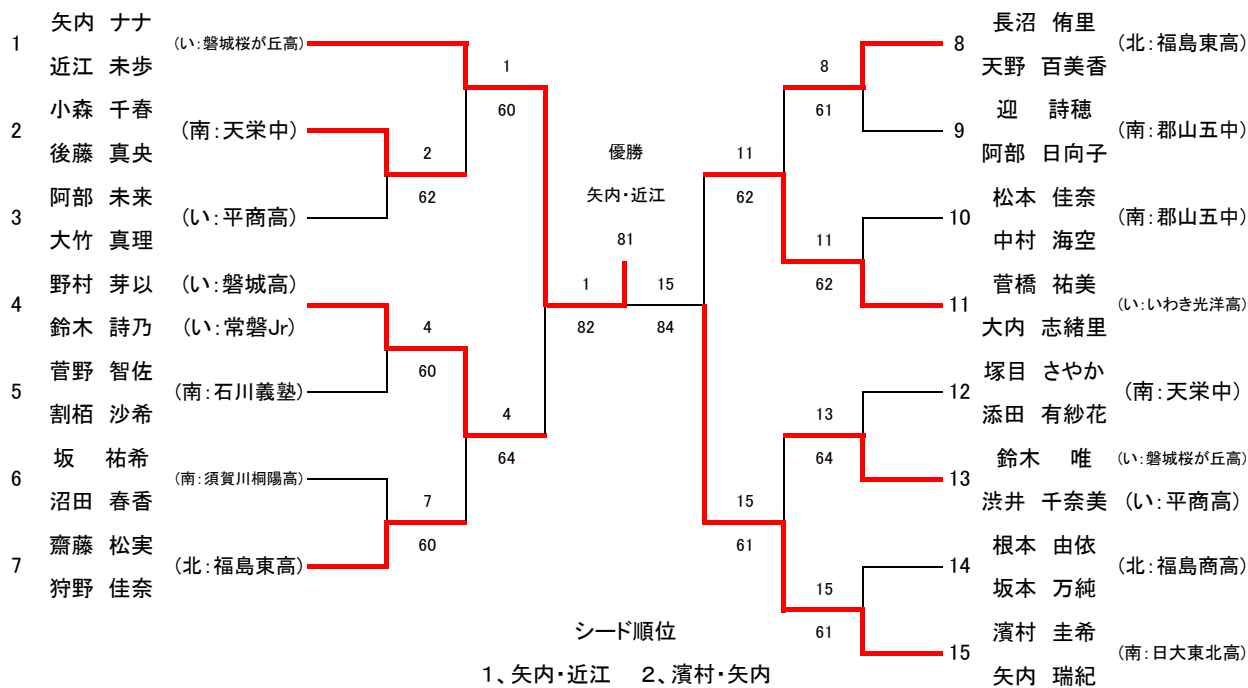 矢内 ナナ
1 (い:磐城桜が丘高)
近江 未歩
小森 千春
2 (南:天栄中)
後藤 真央
阿部 未来
3 (い:平商高)
大竹 真理
野村 芽以 (い:磐城高)
4
鈴木 詩乃 (い:常磐Jr)
菅野 智佐
5 (南:石川義塾)
割栢 沙希
坂 祐希
6 (南:須賀川桐陽高)
沼田 春香
齋藤 松実
7 (北:福島東高)
狩野 佳奈
1
60
2
62
4
60
4
64
7
60
優勝
矢内・近江
81
1
82
15
84
8
61
11
62
11
62
13
64
15
61
15
61
長沼 侑里
8 (北:福島東高)
天野 百美香
迎 詩穂
9 (南:郡山五中)
阿部 日向子
松本 佳奈
10 (南:郡山五中)
中村 海空
菅橋 祐美
11 (い:いわき光洋高)
大内 志緒里
塚目 さやか
12 (南:天栄中)
添田 有紗花
鈴木 唯 (い:磐城桜が丘高)
13
渋井 千奈美 (い:平商高)
根本 由依
14 (北:福島商高)
坂本 万純
濱村 圭希
15 (南:日大東北高)
矢内 瑞紀
シード順位
1、矢内・近江 2、濱村・矢内